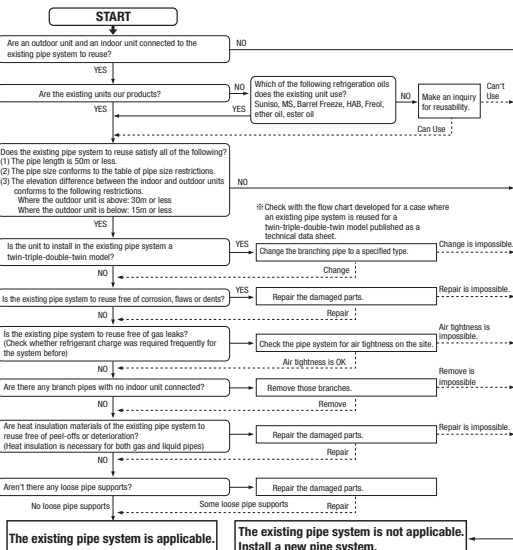 START
Are an outdoor unit and an indoor unit connected to the
existing pipe system to reuse?
NO
YES
Are the existing units our products?
NO
YES
Which of the following refrigeration oils
does the existing unit use?
Suniso, MS, Barrel Freeze, HAB, Freol,
ether oil, ester oil
NO
YES
Make an inquiry
for reusability.
Can't
Use
Can Use
Does the existing pipe system to reuse satisfy all of the following?
(1) The pipe length is 50m or less.
(2) The pipe size conforms to the table of pipe size restrictions.
(3) The elevation difference between the indoor and outdoor units
conforms to the following restrictions.
Where the outdoor unit is above: 30m or less
Where the outdoor unit is below: 15m or less
NO
YES
※Check with the flow chart developed for a case where
an existing pipe system is reused for a
twin-triple-double-twin model published as a
technical data sheet.
Is the unit to install in the existing pipe system a
twin-triple-double-twin model?
YES
Change the branching pipe to a specified type.
Change is impossible.
NO
Change
Is the existing pipe system to reuse free of corrosion, flaws or dents?
YES
Repair the damaged parts.
Repair is impossible.
NO
Repair
Is the existing pipe system to reuse free of gas leaks?
(Check whether refrigerant charge was required frequently for
the system before)
Check the pipe system for air tightness on the site.
Air tightness is
impossible.
NO
Air tightness is OK
Are there any branch pipes with no indoor unit connected?
Remove those branches.
Remove is
impossible
NO
Remove
Are heat insulation materials of the existing pipe system to
reuse free of peel-offs or deterioration?
(Heat insulation is necessary for both gas and liquid pipes)
Repair the damaged parts.
Repair is impossible.
NO
Repair
Aren't there any loose pipe supports?
Repair the damaged parts.
No loose pipe supports
Some loose pipe supports
Repair
The existing pipe system is applicable.
The existing pipe system is not applicable.
Install a new pipe system.